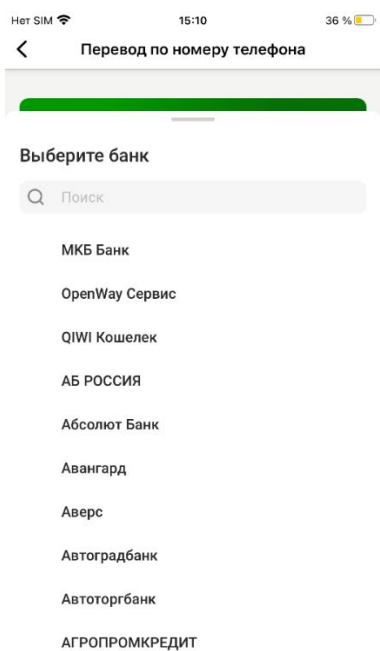 Нет SIM 15:10 36 %
Перевод по номеру телефона
Выберите банк
Поиск
МКБ Банк
OpenWay Сервис
QIWI Кошелек
АБ РОССИЯ
Абсолют Банк
Авангард
Аверс
Автоградбанк
Автоторгбанк
АГРОПРОМКРЕДИТ